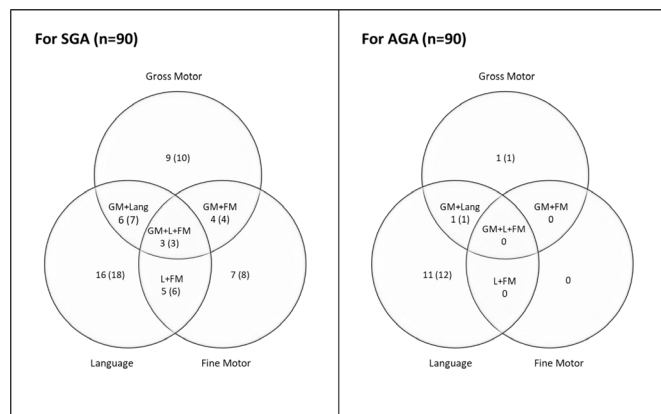 For SGA (n=90)
Gross Motor
9 (10)
GM+Lang
6 (7)
GM+FM
4 (4)
GM+L+FM
3 (3)
16 (18)
L+FM
5 (6)
7 (8)
Language
Fine Motor
For AGA (n=90)
Gross Motor
1 (1)
GM+Lang
1 (1)
GM+FM
0
GM+L+FM
0
11 (12)
L+FM
0
0
Language
Fine Motor